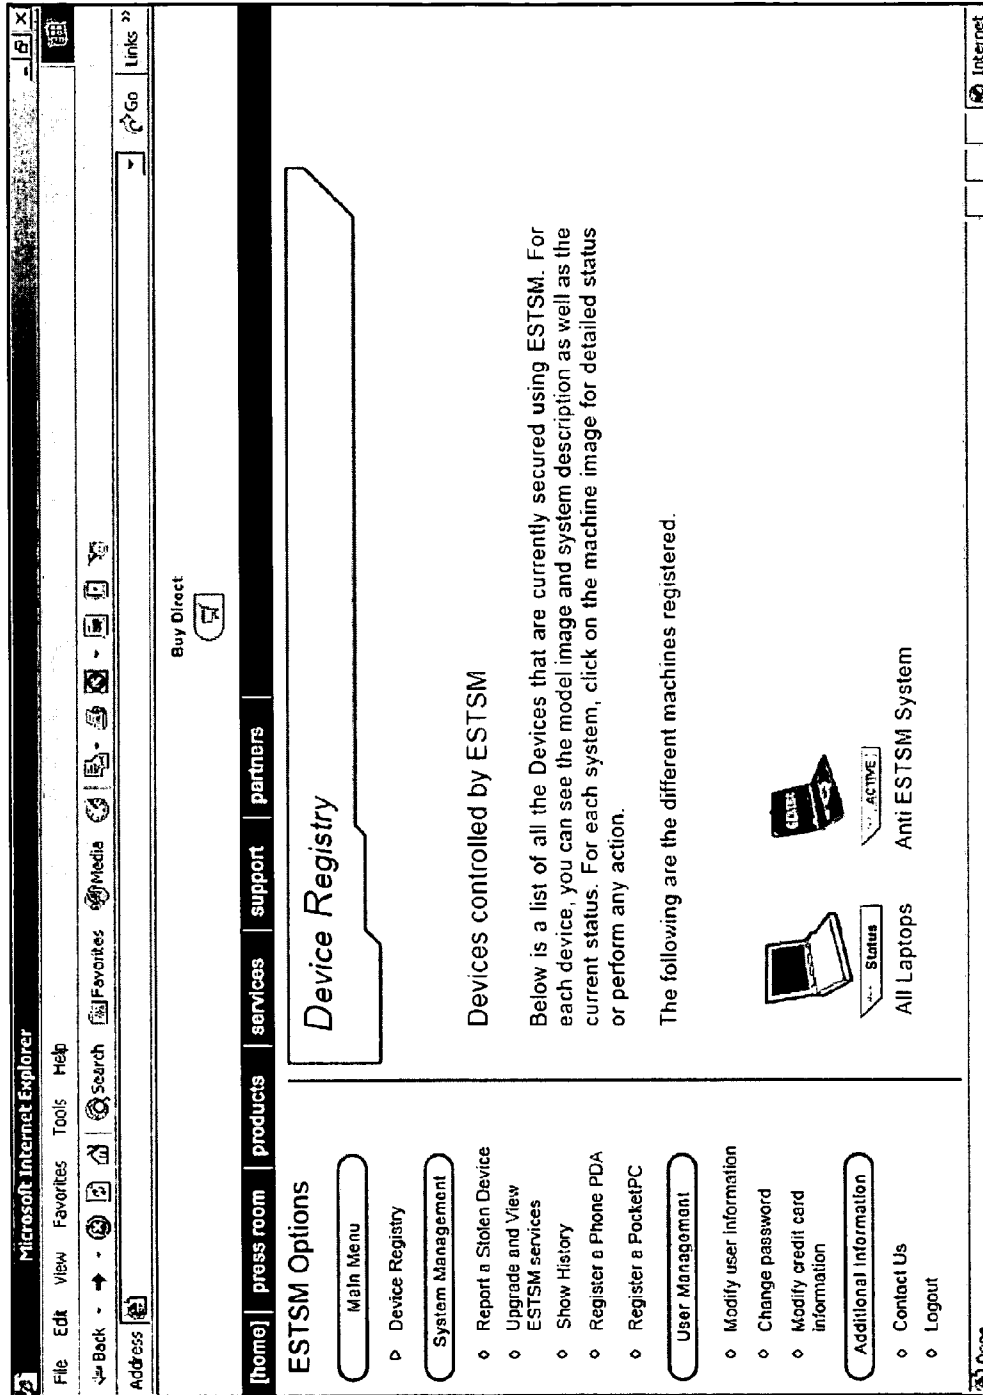 Microsoft Internet Explorer
File Edit View Favorites Tools Help
Back Search Favorites Media
Address Go Links »
Buy Direct
[home] press room products services support partners
ESTSM Options
Main Menu
Device Registry
System Management
Report a Stolen Device
Upgrade and View
ESTSM services
Show History
Register a Phone PDA
Register a PocketPC
User Management
Modify user information
Change password
Modify credit card
information
Additional Information
Contact Us
Logout
Device Registry
Devices controlled by ESTSM
Below is a list of all the Devices that are currently secured using ESTSM. For
each device, you can see the model image and system description as well as the
current status. For each system, click on the machine image for detailed status
or perform any action.
The following are the different machines registered.
Status ACTIVE
All Laptops Anti ESTSM System
Done Internet